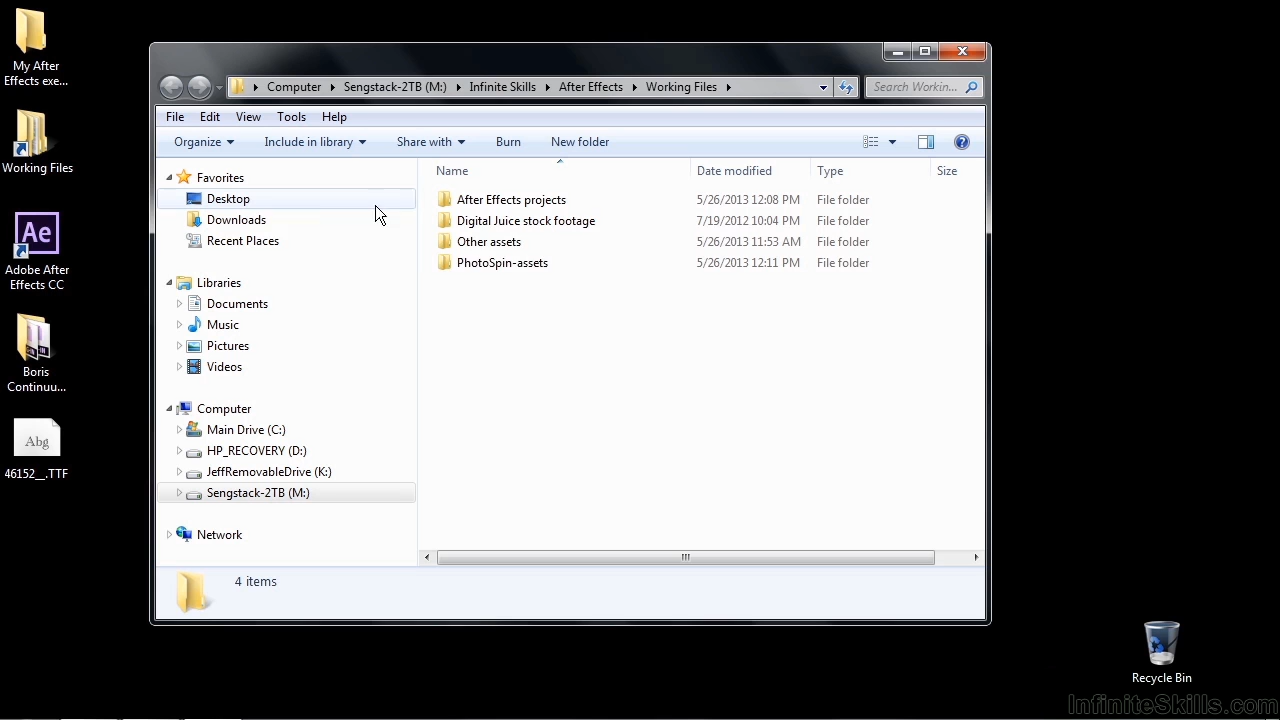 My After
Effects exe...
Working Files
Adobe After
Effects CC
Boris
Continuu...
Abg
46152__.TTF
Computer Sengstack-2TB (M:) Infinite Skills After Effects Working Files
Search Workin...
File Edit View Tools Help
Organize Include in library Share with Burn New folder
Favorites
Desktop
Downloads
Recent Places
Libraries
Documents
Music
Pictures
Videos
Computer
Main Drive (C:)
HP_RECOVERY (D:)
JeffRemovableDrive (K:)
Sengstack-2TB (M:)
Network
Name Date modified Type Size
After Effects projects 5/26/2013 12:08 PM File folder
Digital Juice stock footage 7/19/2012 10:04 PM File folder
Other assets 5/26/2013 11:53 AM File folder
PhotoSpin-assets 5/26/2013 12:11 PM File folder
4 items
Recycle Bin
InfiniteSkills.com
Ae